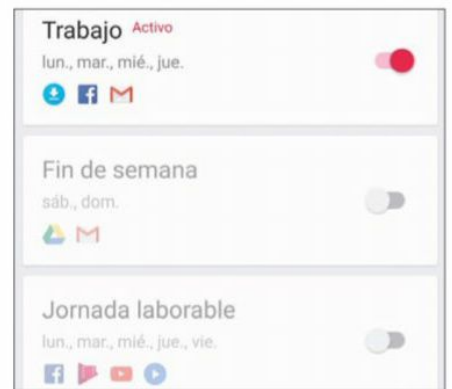 Trabajo Activo
lun., mar., mié., jue.
Fin de semana
sáb., dom.
Jornada laborable
lun., mar., mié., jue., vie.